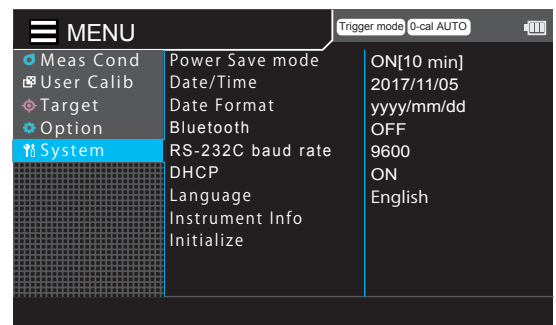 MENU
Trigger mode 0-cal AUTO
Meas Cond
User Calib
Target
Option
System
Power Save mode ON[10 min]
Date/Time 2017/11/05
Date Format yyyy/mm/dd
Bluetooth OFF
RS-232C baud rate 9600
DHCP ON
Language English
Instrument Info
Initialize